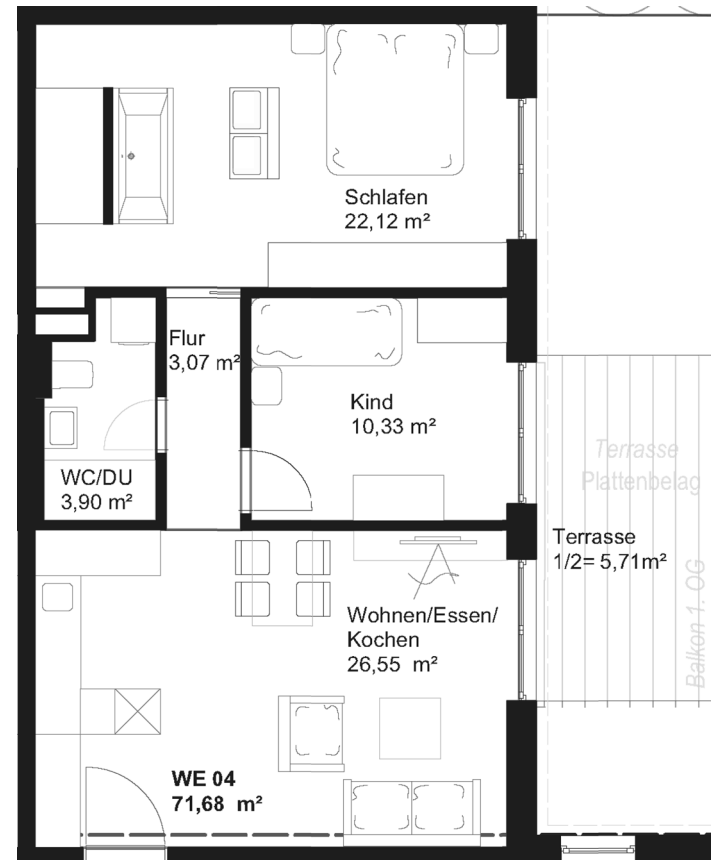 Schlafen
22,12 m²
Flur
3,07 m²
Kind
10,33 m²
WC/DU
3,90 m²
Terrasse
Plattenbelag
Terrasse
1/2= 5,71m²
Balkon 1. OG
Wohnen/Essen/
Kochen
26,55 m²
WE 04
71,68 m²